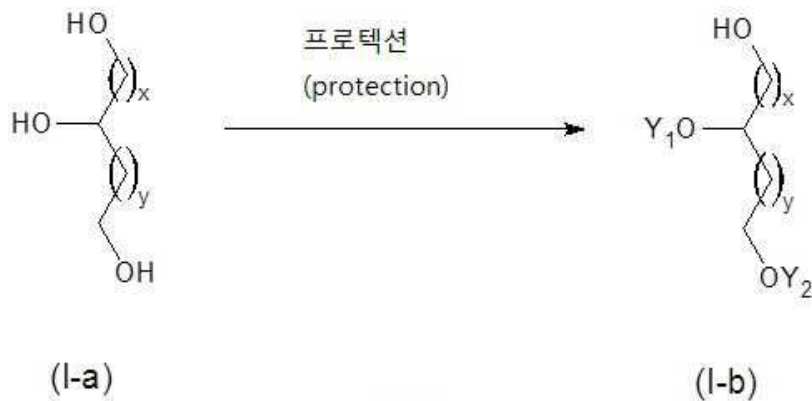 HO
x
HO
y
OH
(I-a)
프로텍션
(protection)
HO
x
Y1O
y
OY2
(I-b)